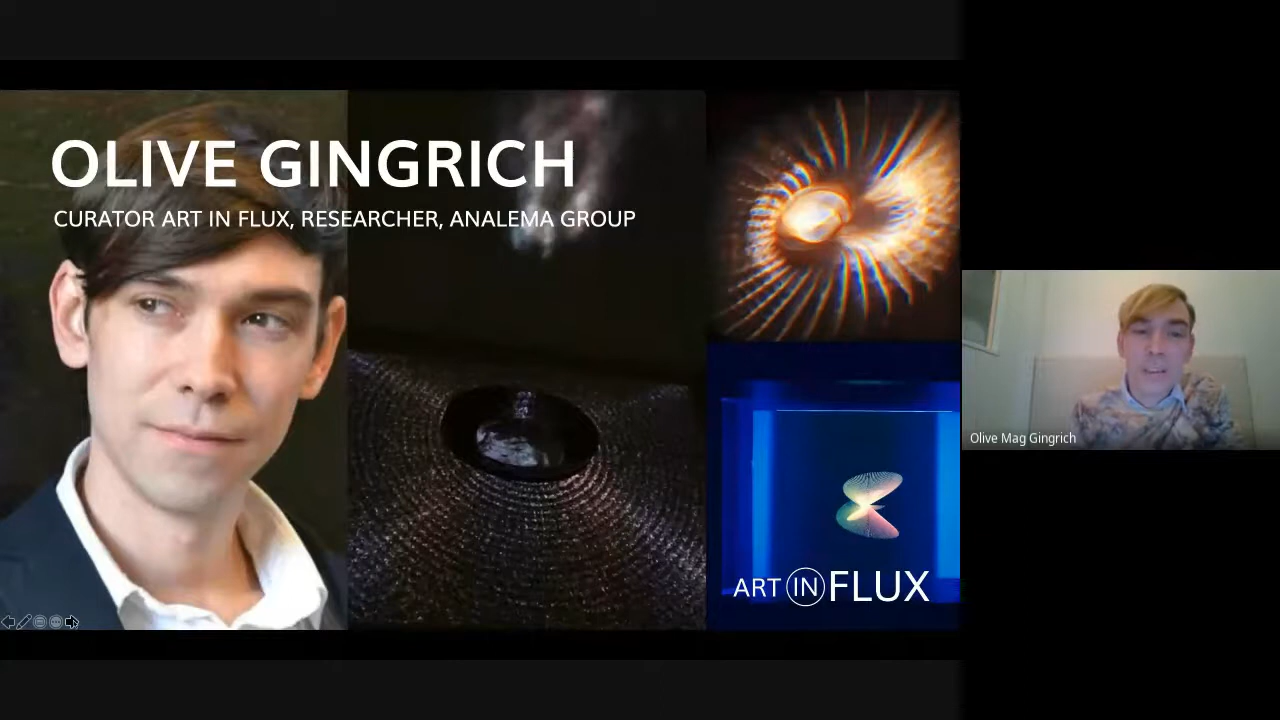 OLIVE GINGRICH
CURATOR ART IN FLUX, RESEARCHER, ANALEMA GROUP
Olive Mag Gingrich
ART IN FLUX